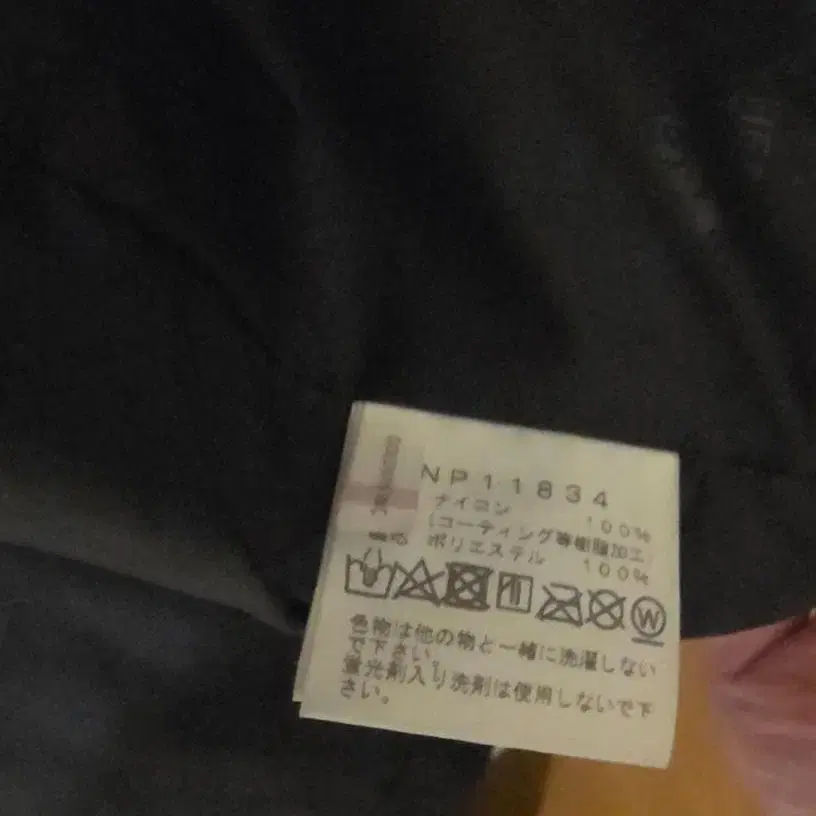 NP11834
ナイロン 100%
(コーティング等樹脂加工)
ポリエステル 100%
W
色物は他の物と一緒に洗濯しない
で下さい。
蛍光剤入り洗剤は使用しないで下
さい。